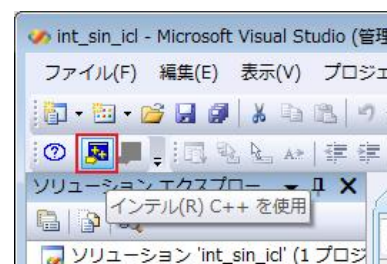 int_sin_icl - Microsoft Visual Studio (管理
ファイル(F) 編集(E) 表示(V) プロジェ
ソリューション エクスプロー
インテル(R) C++ を使用
ソリューション 'int_sin_icl' (1 プロジ